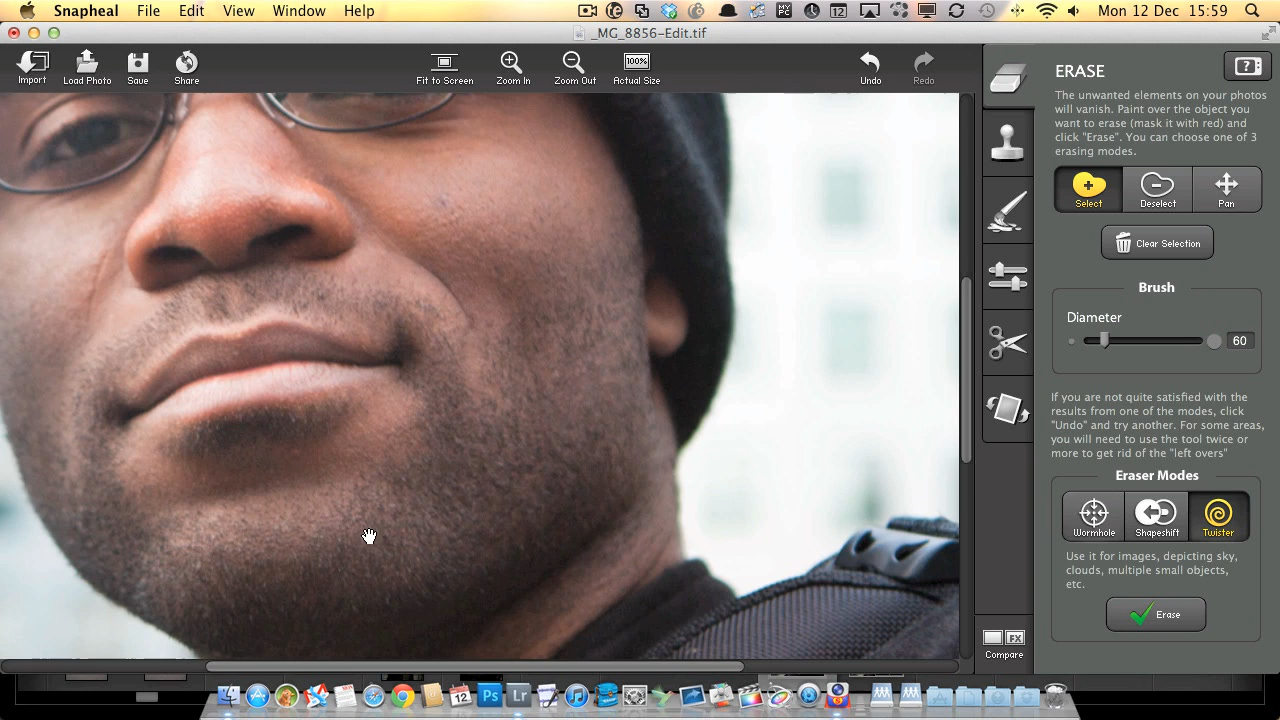 Snapheal File Edit View Window Help
MY PC
12
Mon 12 Dec 15:59
_MG_8856-Edit.tif
Import
Load Photo
Save
Share
Fit to Screen
Zoom In
Zoom Out
100%
Actual Size
Undo
Redo
ERASE
?
The unwanted elements on your photos
will vanish. Paint over the object you
want to erase (mask it with red) and
click "Erase". You can choose one of 3
erasing modes.
Select
Deselect
Pan
Clear Selection
Brush
Diameter
60
If you are not quite satisfied with the
results from one of the modes, click
"Undo" and try another. For some areas,
you will need to use the tool twice or
more to get rid of the "left overs"
Eraser Modes
Wormhole
Shapeshift
Twister
Use it for images, depicting sky,
clouds, multiple small objects,
etc.
Erase
FX
Compare
12
Ps
Lr